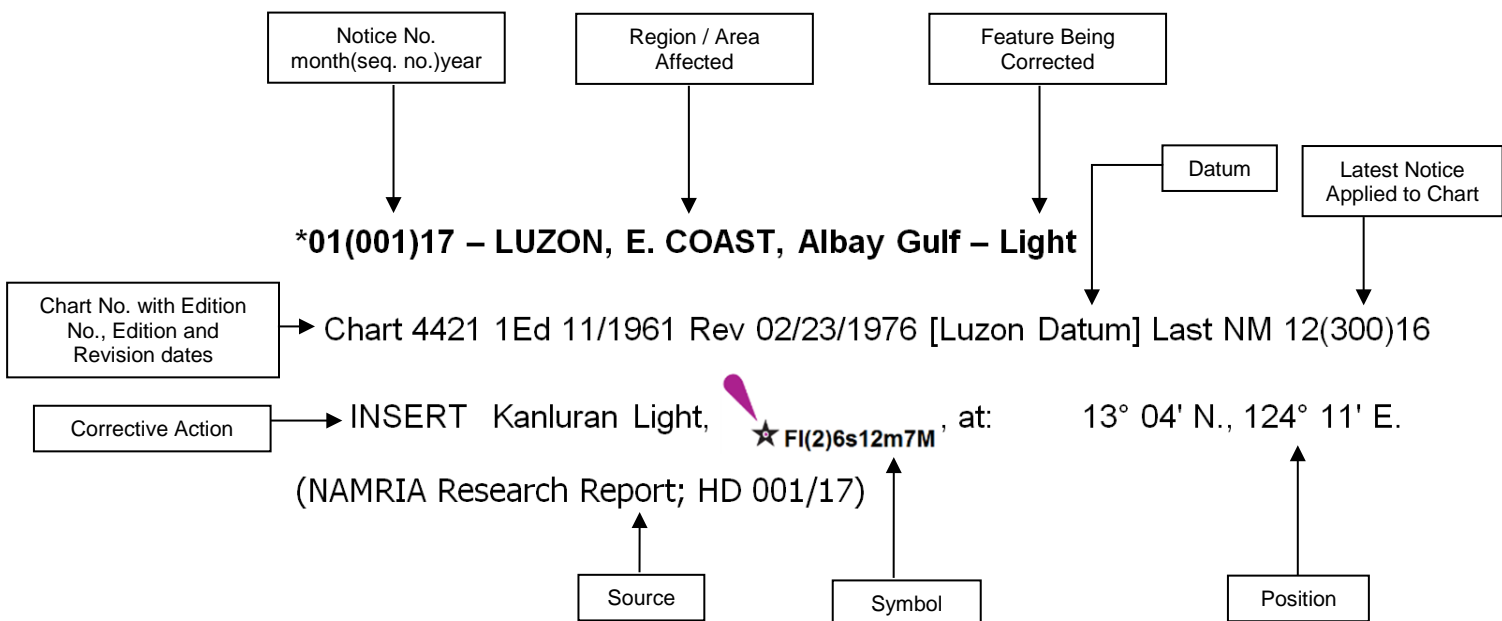 Notice No.
month(seq. no.)year
Region / Area
Affected
Feature Being
Corrected
Datum
Latest Notice
Applied to Chart
*01(001)17 – LUZON, E. COAST, Albay Gulf – Light
Chart No. with Edition
No., Edition and
Revision dates
Chart 4421 1Ed 11/1961 Rev 02/23/1976 [Luzon Datum] Last NM 12(300)16
Corrective Action
INSERT Kanluran Light, Fl(2)6s12m7M , at: 13° 04' N., 124° 11' E.
(NAMRIA Research Report; HD 001/17)
Source
Symbol
Position